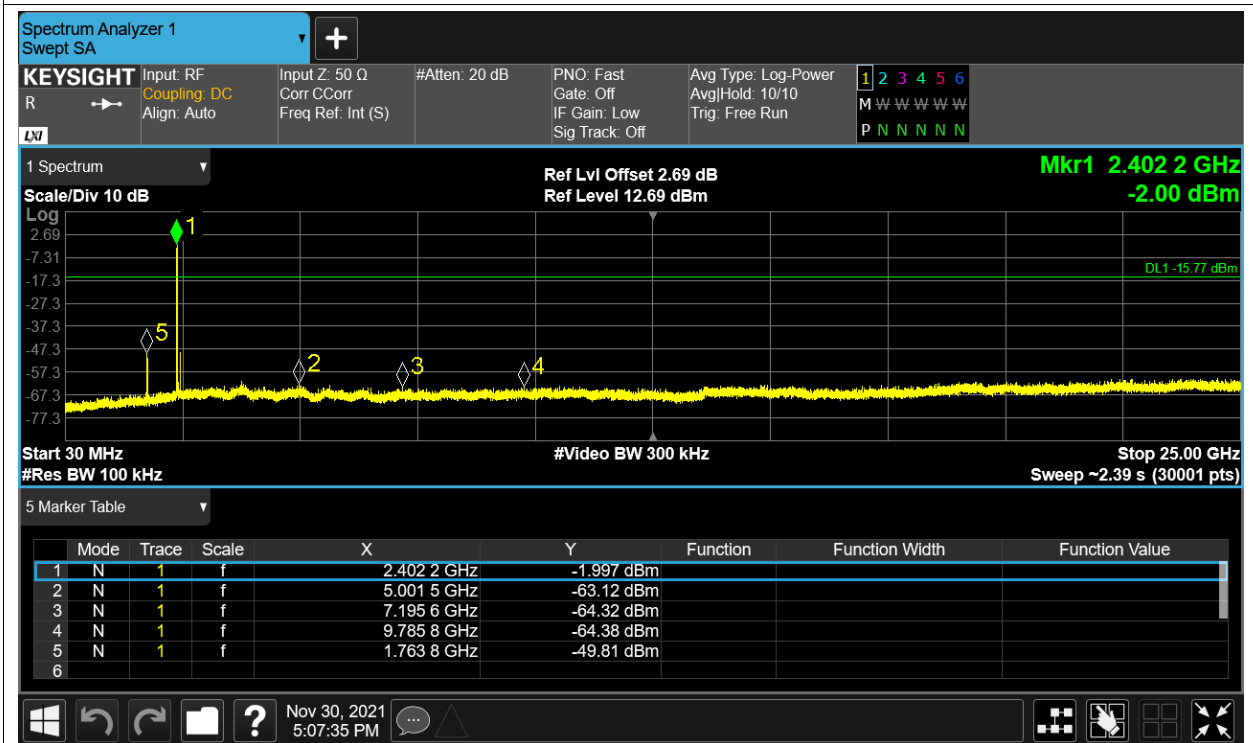 Spectrum Analyzer 1
Swept SA
+
KEYSIGHT
R
LXI
Input: RF
Coupling: DC
Align: Auto
Input Z: 50 Ω
Corr CCorr
Freq Ref: Int (S)
#Atten: 20 dB
PNO: Fast
Gate: Off
IF Gain: Low
Sig Track: Off
Avg Type: Log-Power
Avg|Hold: 10/10
Trig: Free Run
1 2 3 4 5 6
M W W W W W
P N N N N N
1 Spectrum
Scale/Div 10 dB
Ref Lvl Offset 2.69 dB
Ref Level 12.69 dBm
Mkr1 2.402 2 GHz
-2.00 dBm
Log
2.69
-7.31
-17.3
-27.3
-37.3
-47.3
-57.3
-67.3
-77.3
1
DL1 -15.77 dBm
5
2
3
4
Start 30 MHz
#Video BW 300 kHz
Stop 25.00 GHz
#Res BW 100 kHz
Sweep ~2.39 s (30001 pts)
5 Marker Table
Mode Trace Scale X Y Function Function Width Function Value
1 N 1 f 2.402 2 GHz -1.997 dBm
2 N 1 f 5.001 5 GHz -63.12 dBm
3 N 1 f 7.195 6 GHz -64.32 dBm
4 N 1 f 9.785 8 GHz -64.38 dBm
5 N 1 f 1.763 8 GHz -49.81 dBm
6
?
Nov 30, 2021
5:07:35 PM